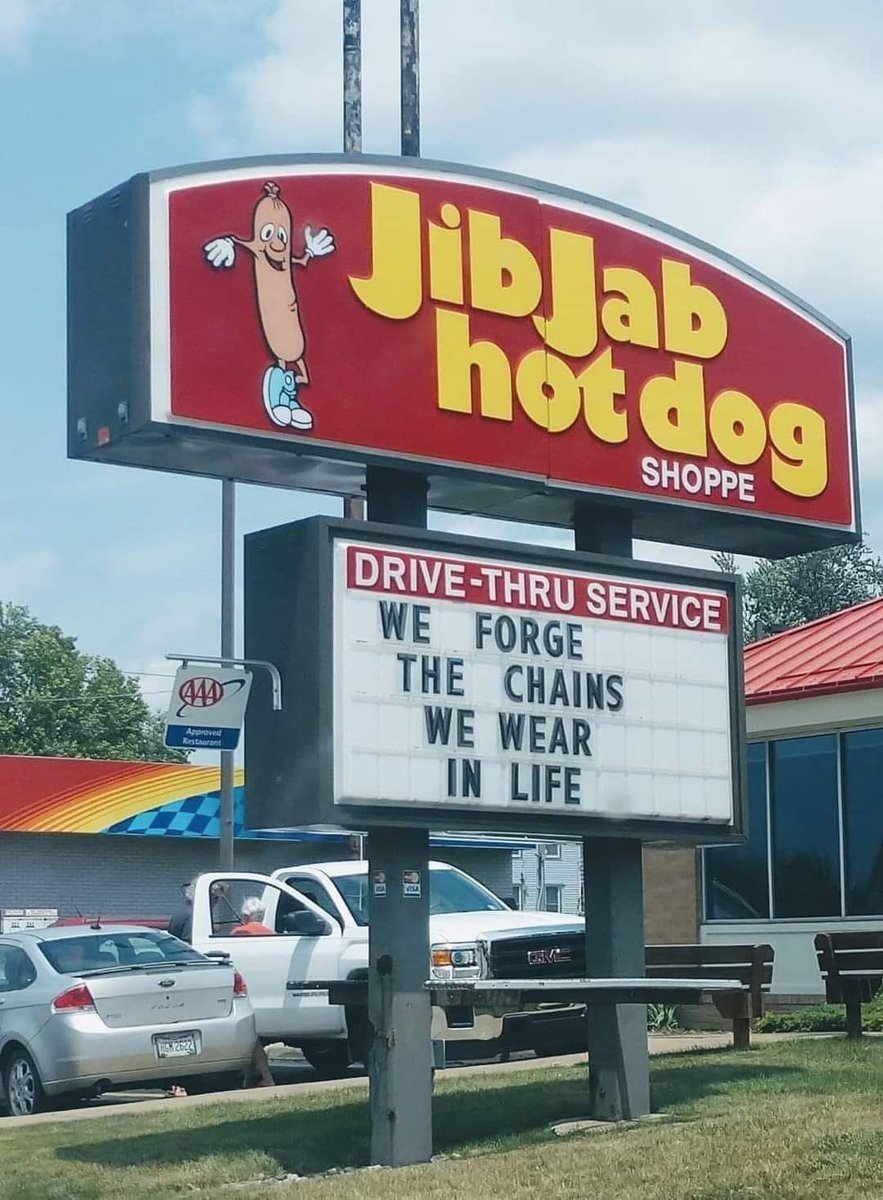 JibJab
hot dog
SHOPPE
DRIVE-THRU SERVICE
WE FORGE
THE CHAINS
WE WEAR
IN LIFE
AAA
Approved
Restaurant
VISA
GMC